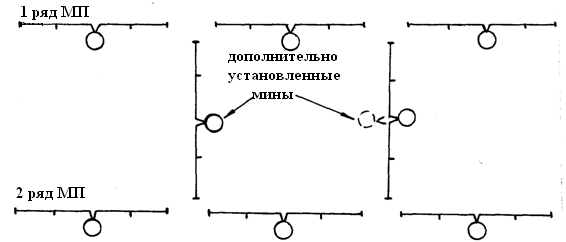 1 ряд МП
дополнительно
установленные
мины
2 ряд МП